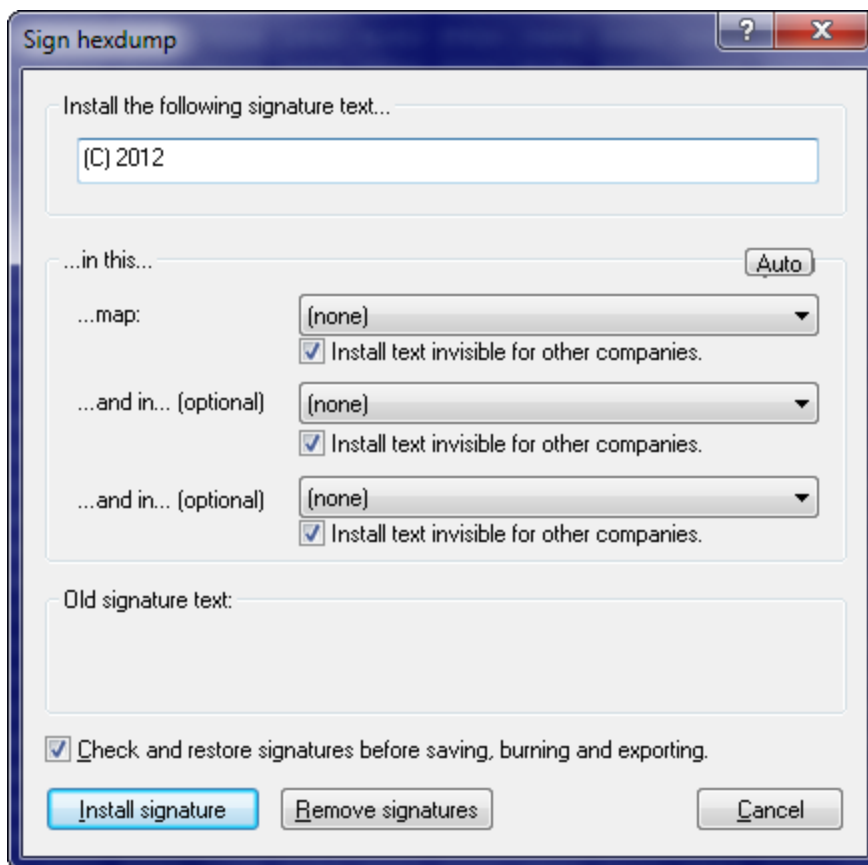 Sign hexdump
?
Install the following signature text...
(C) 2012
...in this...
Auto
...map:
(none)
Install text invisible for other companies.
...and in... (optional)
(none)
Install text invisible for other companies.
...and in... (optional)
(none)
Install text invisible for other companies.
Old signature text:
Check and restore signatures before saving, burning and exporting.
Install signature
Remove signatures
Cancel